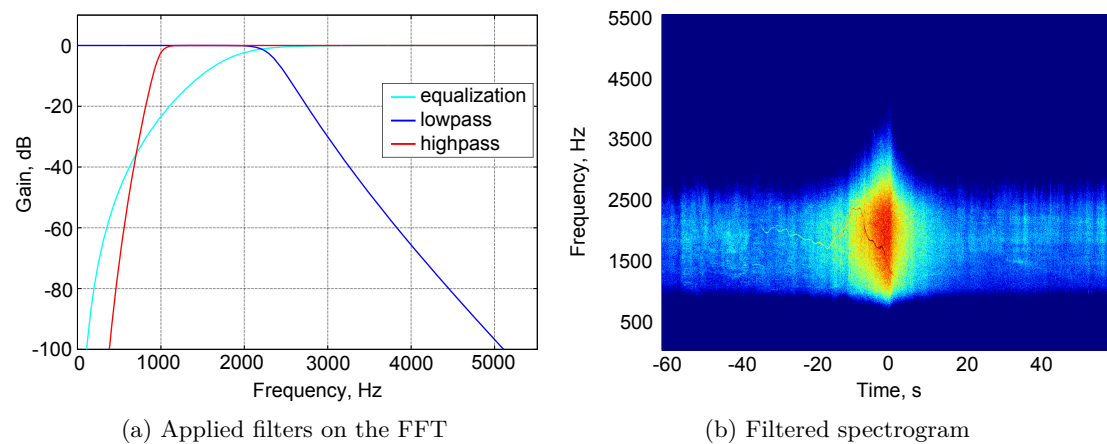 0
-20
-40
-60
-80
-100
Gain, dB
0 1000 2000 3000 4000 5000
Frequency, Hz
equalization
lowpass
highpass
(a) Applied filters on the FFT
5500
4500
3500
2500
1500
500
Frequency, Hz
-60 -40 -20 0 20 40
Time, s
(b) Filtered spectrogram